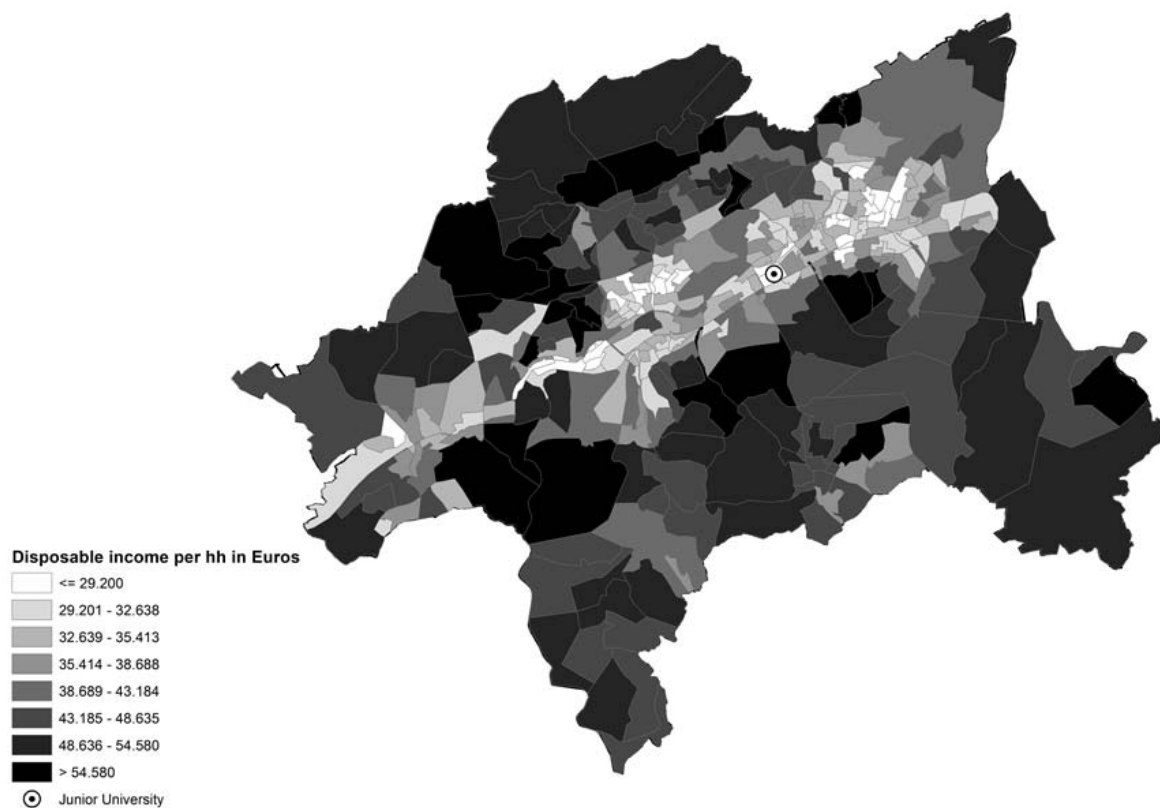 Disposable income per hh in Euros
<= 29.200
29.201 - 32.638
32.639 - 35.413
35.414 - 38.688
38.689 - 43.184
43.185 - 48.635
48.636 - 54.580
> 54.580
Junior University